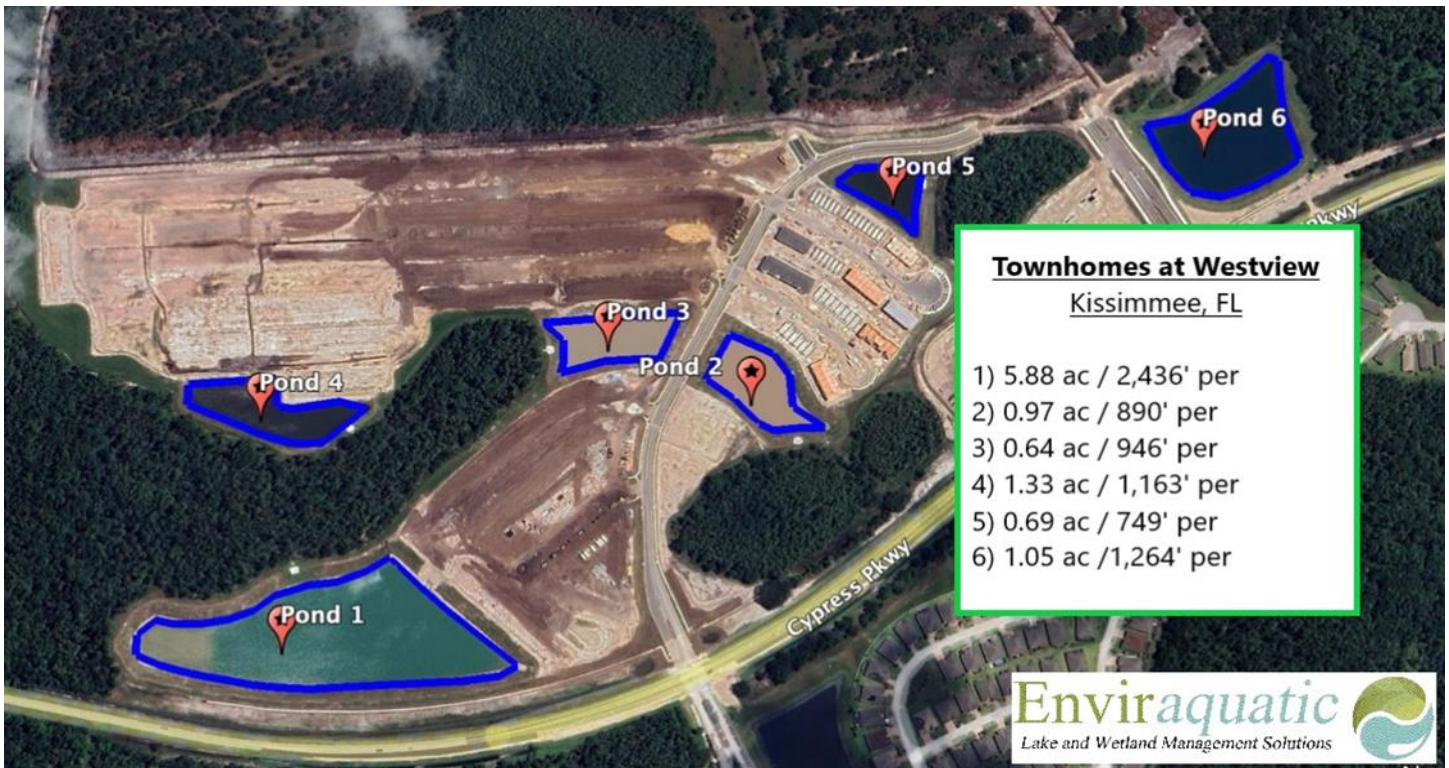 Pond 6
Pond 5
Pkwy
Pond 3
Pond 2
Pond 4
Pond 1
Cypress Pkwy
Townhomes at Westview
Kissimmee, FL
1) 5.88 ac / 2,436' per
2) 0.97 ac / 890' per
3) 0.64 ac / 946' per
4) 1.33 ac / 1,163' per
5) 0.69 ac / 749' per
6) 1.05 ac /1,264' per
Enviraquatic
Lake and Wetland Management Solutions